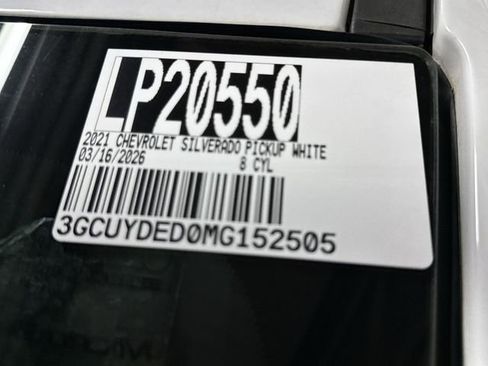 LP20550
2021 CHEVROLET SILVERADO PICKUP WHITE
03/16/2026 8 CYL
3GCUYDED0MG152505